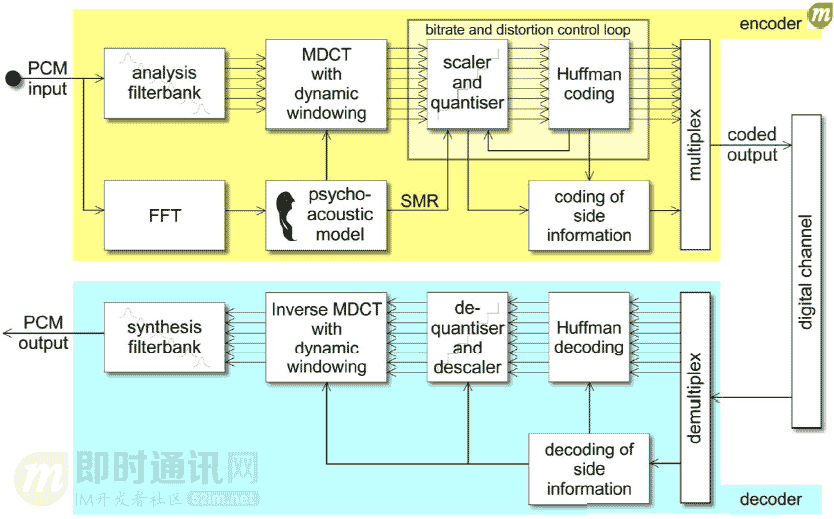 encoder
m
bitrate and distortion control loop
PCM
input
analysis
filterbank
MDCT
with
dynamic
windowing
scaler
and
quantiser
Huffman
coding
multiplex
coded
output
FFT
psycho-
acoustic
model
SMR
coding of
side
information
digital channel
PCM
output
synthesis
filterbank
Inverse MDCT
with
dynamic
windowing
de-
quantiser
and
descaler
Huffman
decoding
demultiplex
decoding of
side
information
decoder
m 即时通讯网
IM开发者社区 52im.net